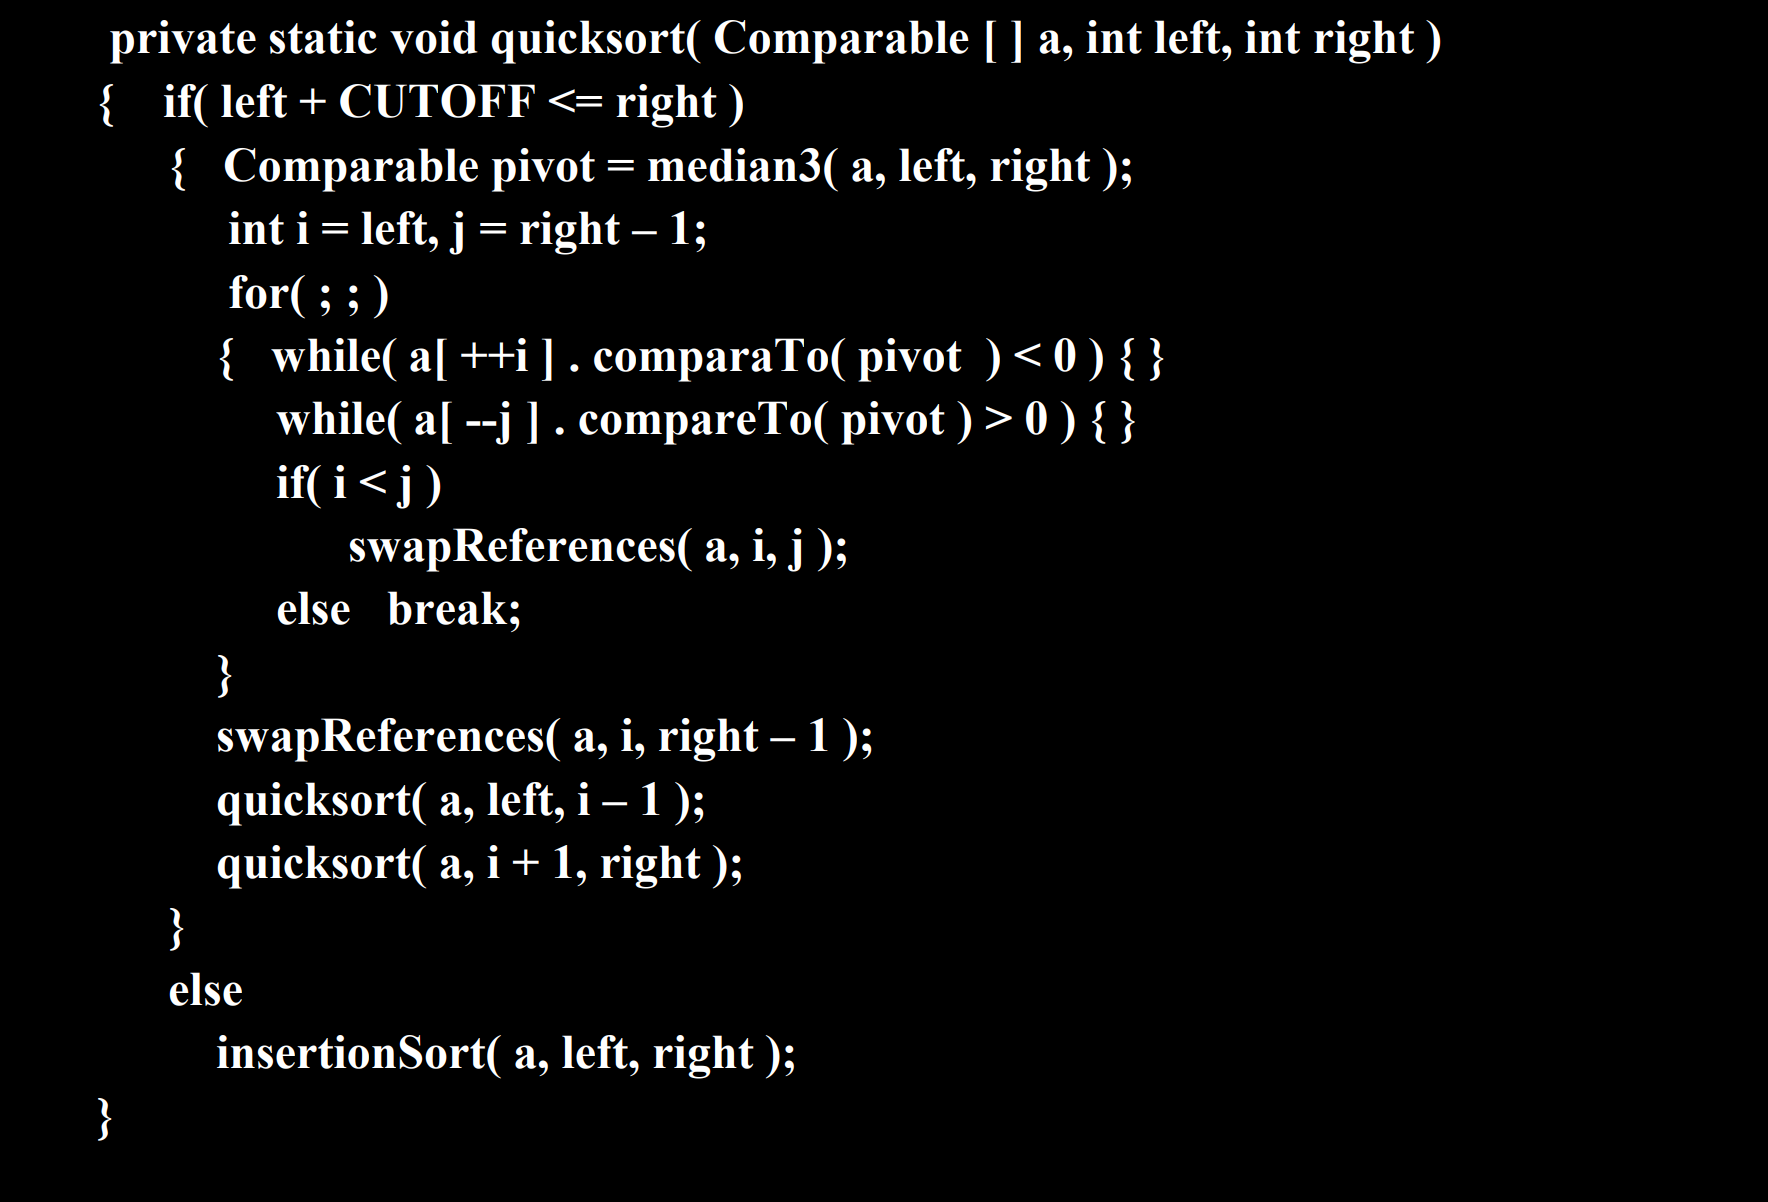 private static void quicksort( Comparable [ ] a, int left, int right )
{ if( left + CUTOFF <= right )
{ Comparable pivot = median3( a, left, right );
int i = left, j = right – 1;
for( ; ; )
{ while( a[ ++i ] . comparaTo( pivot ) < 0 ) { }
while( a[ --j ] . compareTo( pivot ) > 0 ) { }
if( i < j )
swapReferences( a, i, j );
else break;
}
swapReferences( a, i, right – 1 );
quicksort( a, left, i – 1 );
quicksort( a, i + 1, right );
}
else
insertionSort( a, left, right );
}